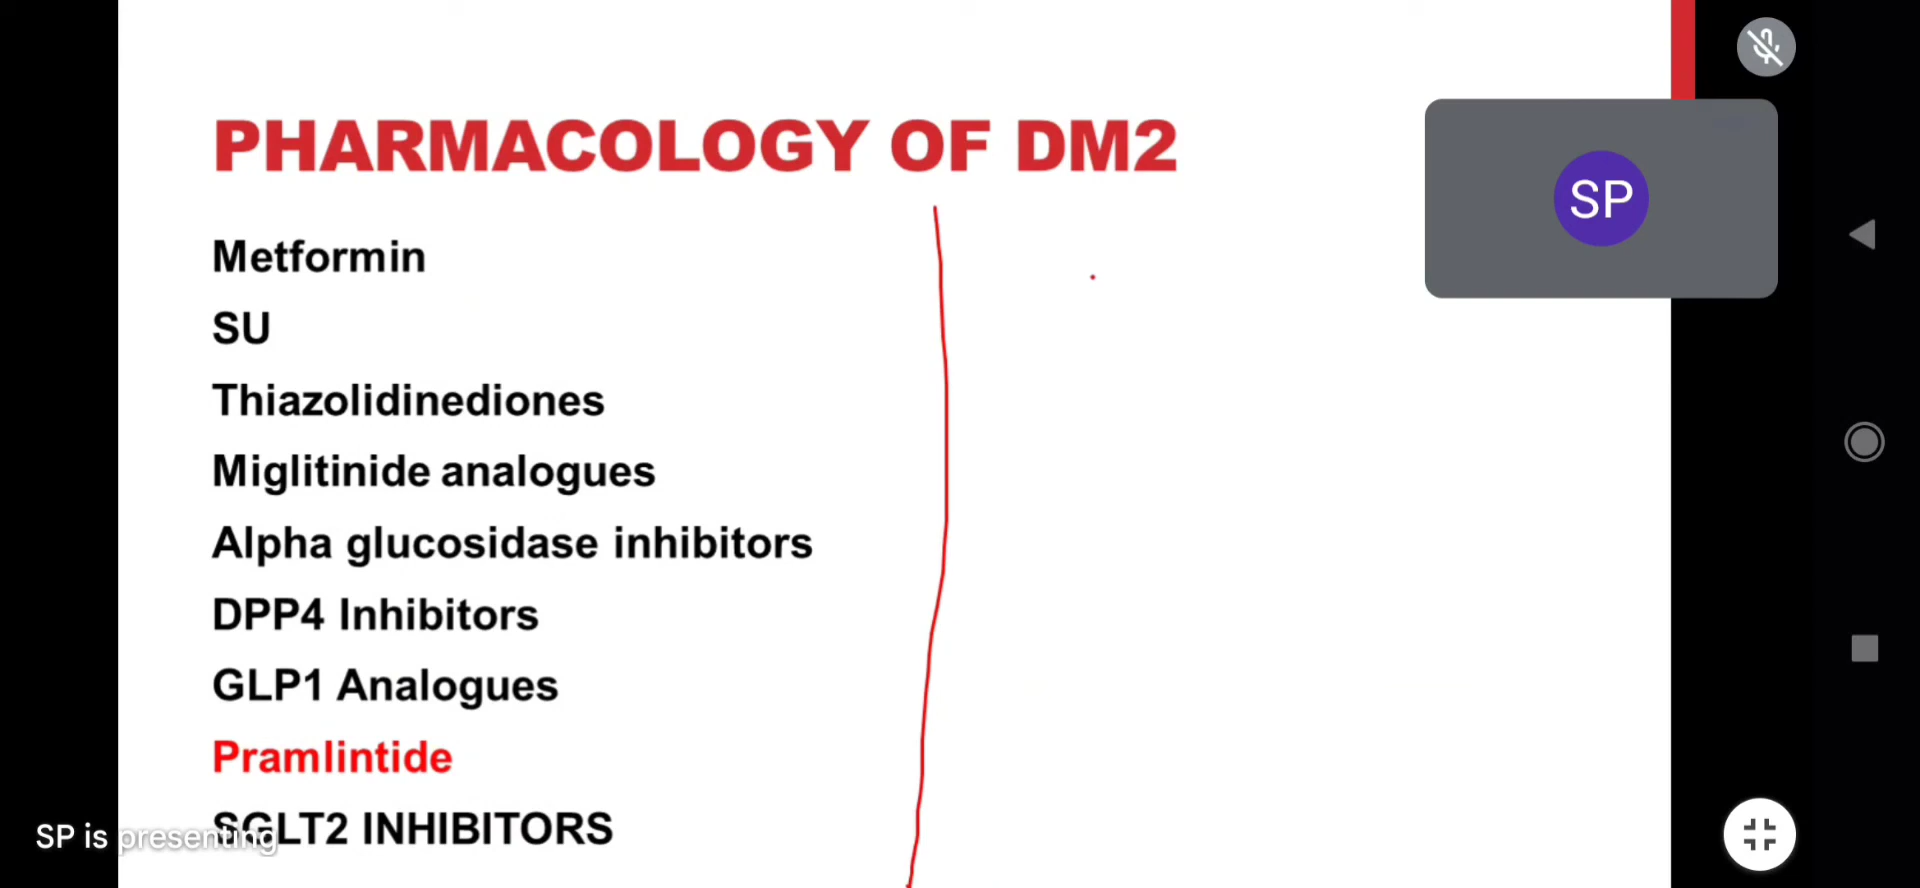 PHARMACOLOGY OF DM2
SP
Metformin
SU
Thiazolidinediones
Miglitinide analogues
Alpha glucosidase inhibitors
DPP4 Inhibitors
GLP1 Analogues
Pramlintide
SGLT2 INHIBITORS
SP is presenting